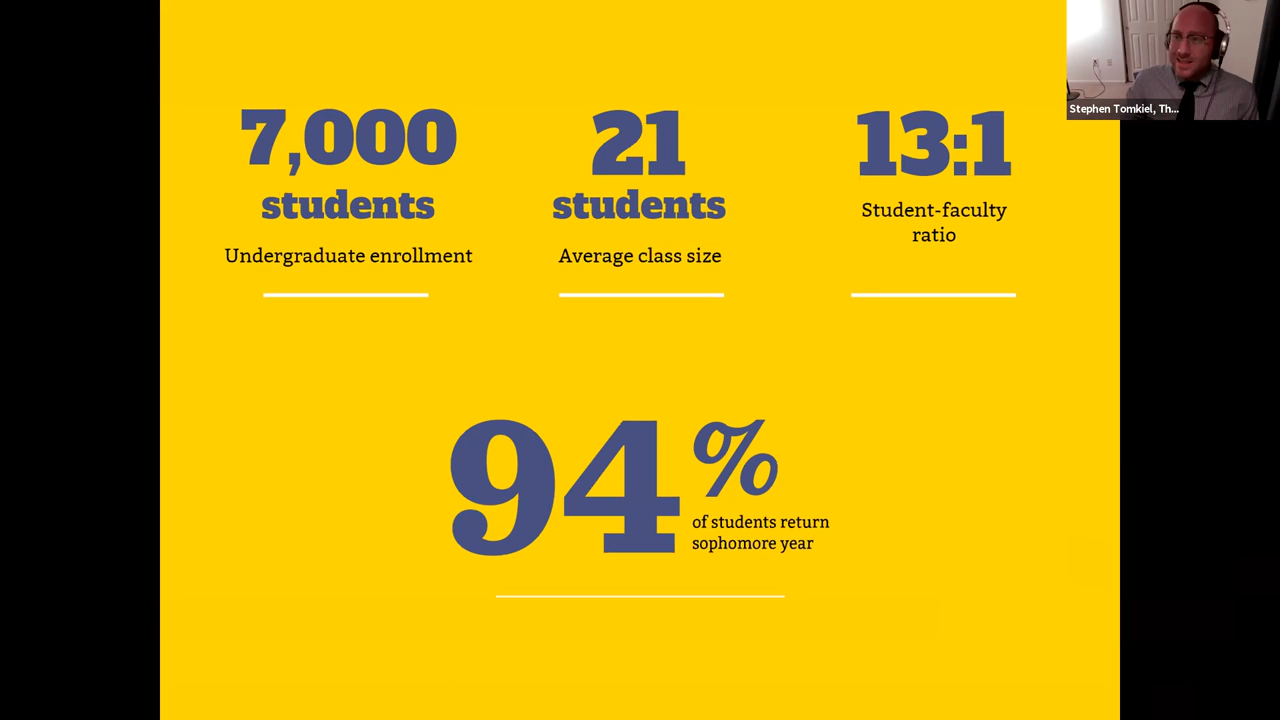 7,000
students
Undergraduate enrollment
21
students
Average class size
13:1
Student-faculty
ratio
94%
of students return
sophomore year
Stephen Tomkiel, Th...